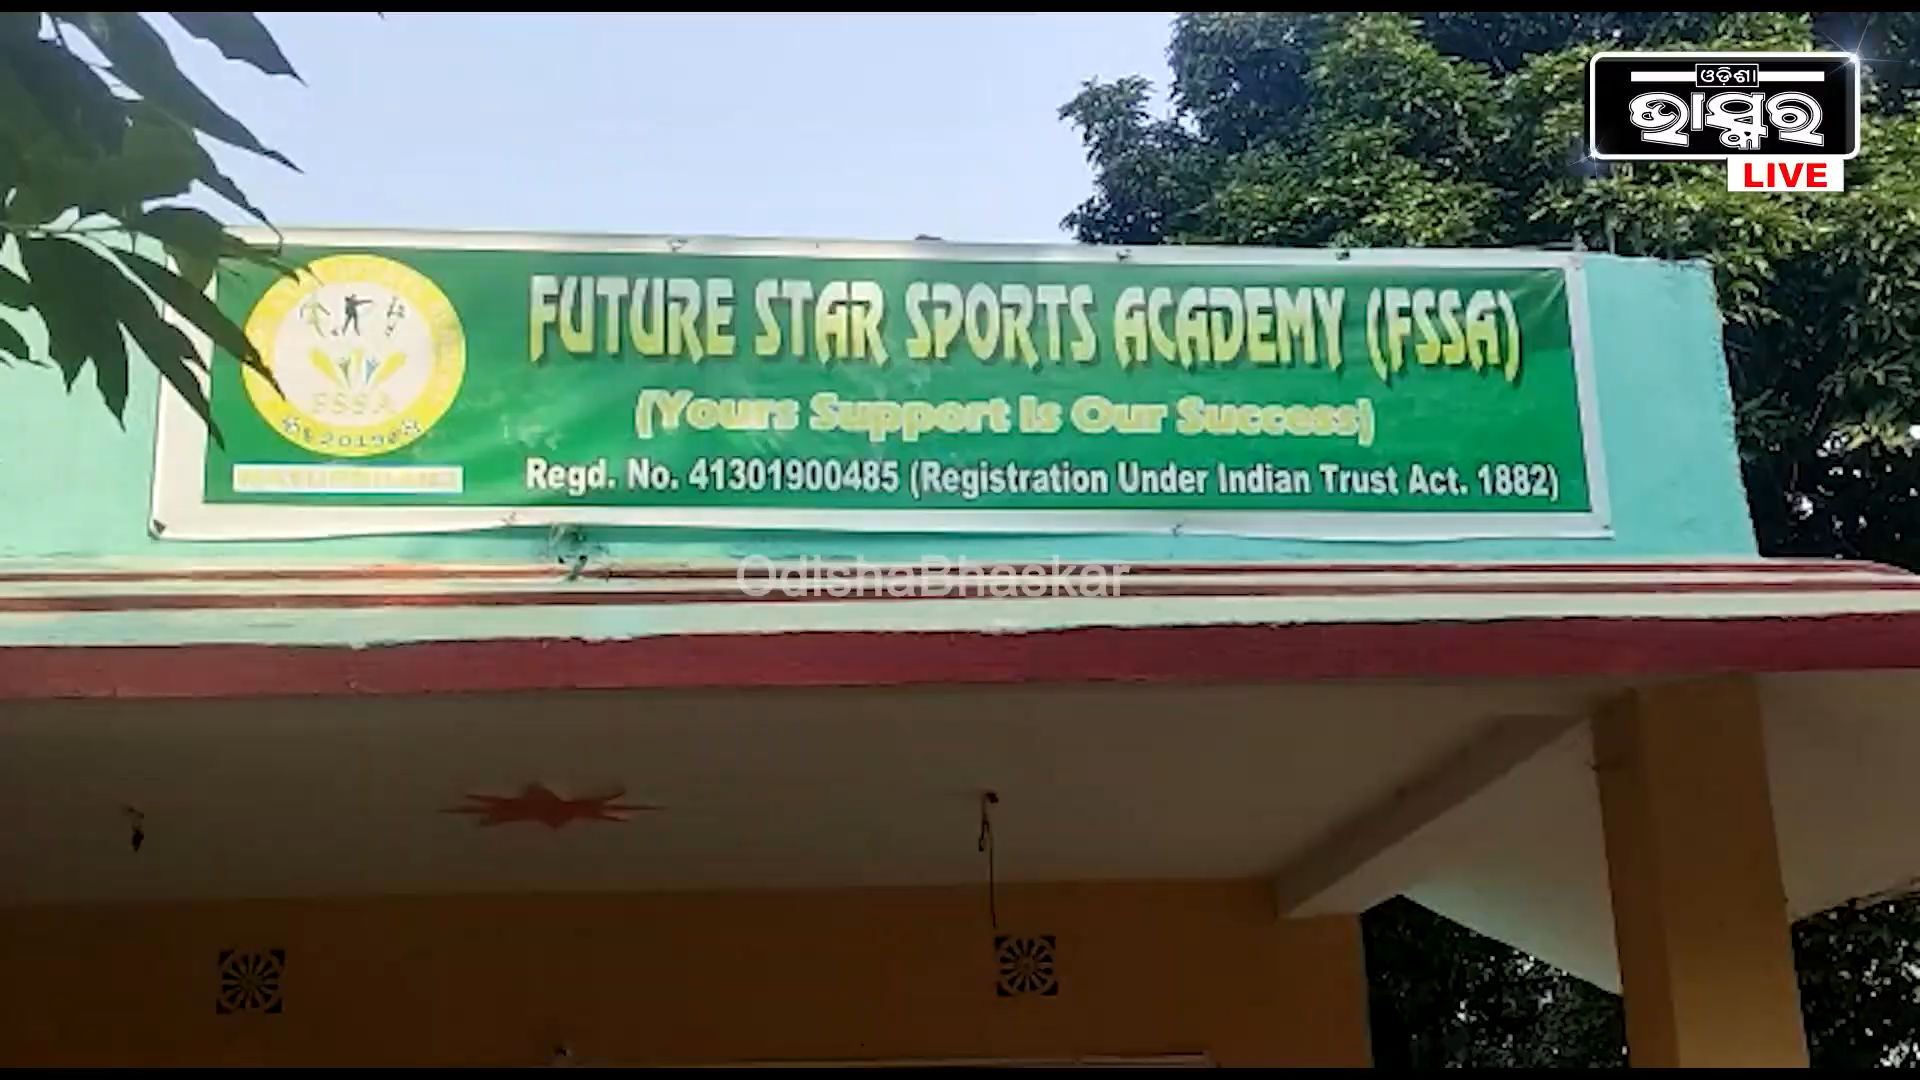 ଓଡ଼ିଶା
ଭାସ୍କର
LIVE
FUTURE STAR SPORTS ACADEMY (FSSA)
(Yours Support Is Our Success)
Regd. No. 41301900485 (Registration Under Indian Trust Act. 1882)
FSSA
OdishaBhaskar